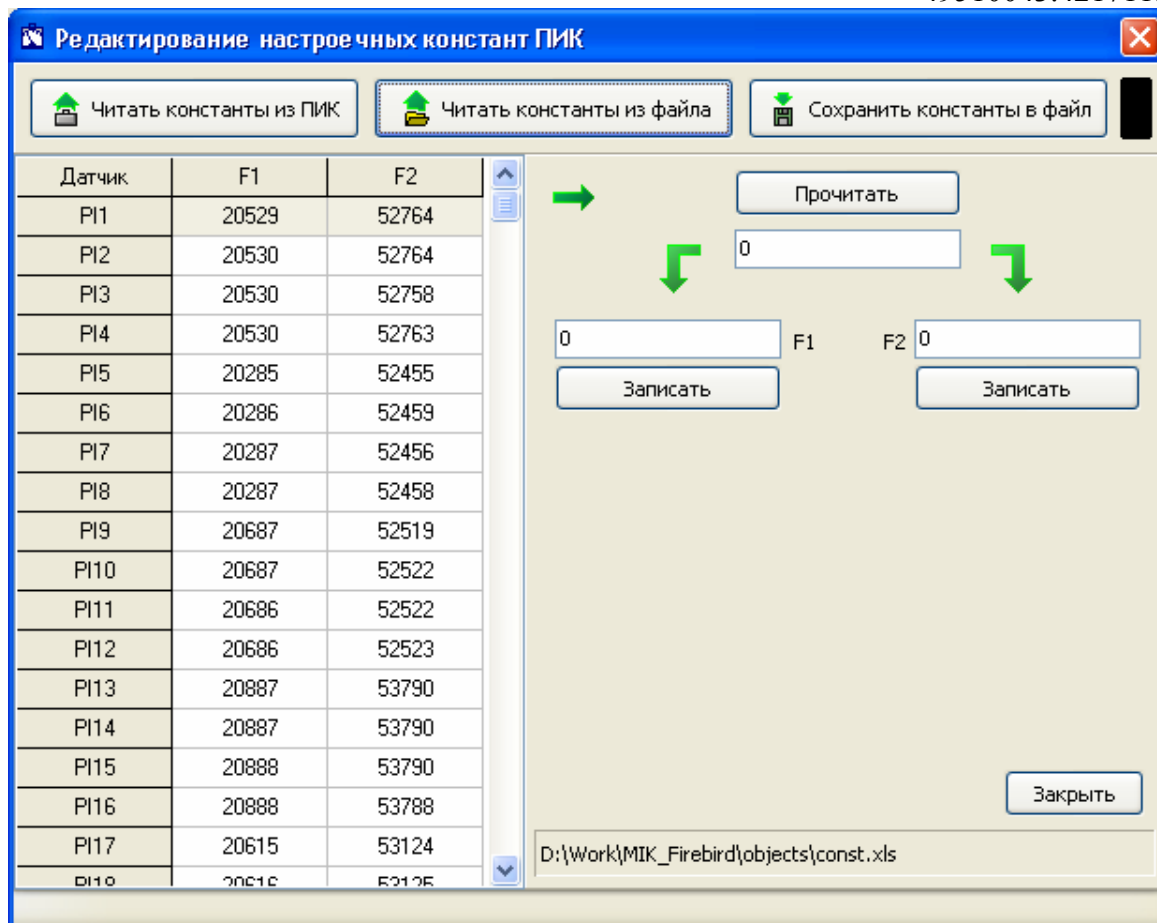 Редактирование настроечных констант ПИК
Читать константы из ПИК Читать константы из файла Сохранить константы в файл
Датчик F1 F2
PI1 20529 52764
PI2 20530 52764
PI3 20530 52758
PI4 20530 52763
PI5 20285 52455
PI6 20286 52459
PI7 20287 52456
PI8 20287 52458
PI9 20687 52519
PI10 20687 52522
PI11 20686 52522
PI12 20686 52523
PI13 20887 53790
PI14 20887 53790
PI15 20888 53790
PI16 20888 53788
PI17 20615 53124
PI18 20616 53125
Прочитать
0
0 F1 F2 0
Записать Записать
Закрыть
D:\Work\MIK_Firebird\objects\const.xls